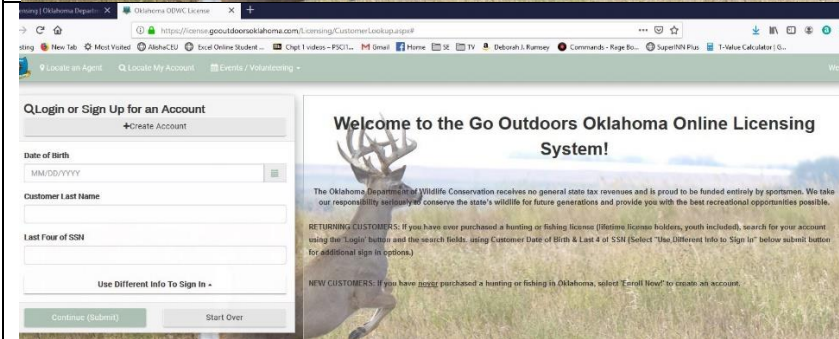 ensing | Oklahoma Departm X
Oklahoma ODWC License X +
https://license.gooutdoorsoklahoma.com/Licensing/CustomerLookup.aspx#
sting New Tab Most Visited AlishaCEU Excel Online Student ... Chpt 1 videos – PSCI1... Gmail Home SE TV Deborah J. Rumsey Commands - Rage Bo... SuperINN Plus T-Value Calculator | G...
Locate an Agent Locate My Account Events / Volunteering
We
Login or Sign Up for an Account
+Create Account
Date of Birth
MM/DD/YYYY
Customer Last Name
Last Four of SSN
Use Different Info To Sign In
Continue (Submit) Start Over
Welcome to the Go Outdoors Oklahoma Online Licensing
System!
The Oklahoma Department of Wildlife Conservation receives no general state tax revenues and is proud to be funded entirely by sportsmen. We take
our responsibility seriously to conserve the state's wildlife for future generations and provide you with the best recreational opportunities possible.
RETURNING CUSTOMERS: If you have ever purchased a hunting or fishing license (lifetime license holders, youth included), search for your account
using the 'Login' button and the search fields. using Customer Date of Birth & Last 4 of SSN (Select "Use Different Info to Sign In" below submit button
for additional sign in options.)
NEW CUSTOMERS: If you have never purchased a hunting or fishing in Oklahoma, select 'Enroll Now!' to create an account.